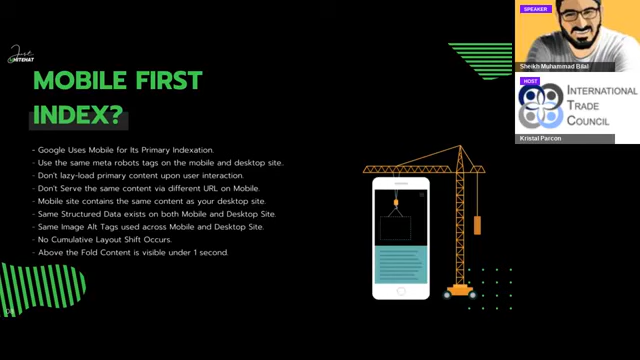 MOBILE FIRST
INDEX?
- Google Uses Mobile for Its Primary Indexation.
- Use the same meta robots tags on the mobile and desktop site.
- Don't lazy-load primary content upon user interaction.
- Don't Serve the same content via different URL on Mobile.
- Mobile site contains the same content as your desktop site.
- Same Structured Data exists on both Mobile and Desktop Site.
- Same Image Alt Tags used across Mobile and Desktop Site.
- No Cumulative Layout Shift Occurs.
- Above the Fold Content is visible under 1 second.
SPEAKER
Sheikh Muhammad Bilal
HOST
INTERNATIONAL
TRADE
COUNCIL
Kristal Parcon